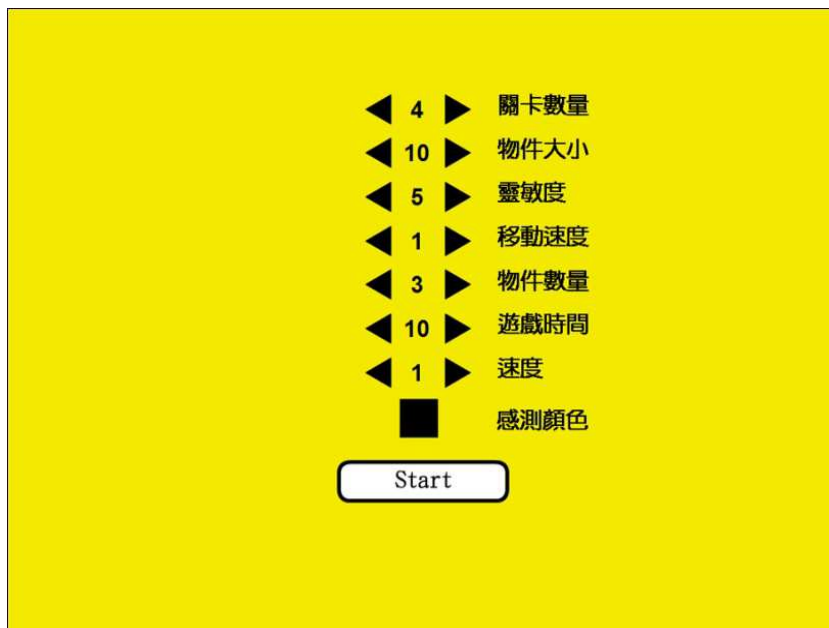 4 關卡數量
10 物件大小
5 靈敏度
1 移動速度
3 物件數量
10 遊戲時間
1 速度
感測顏色
Start